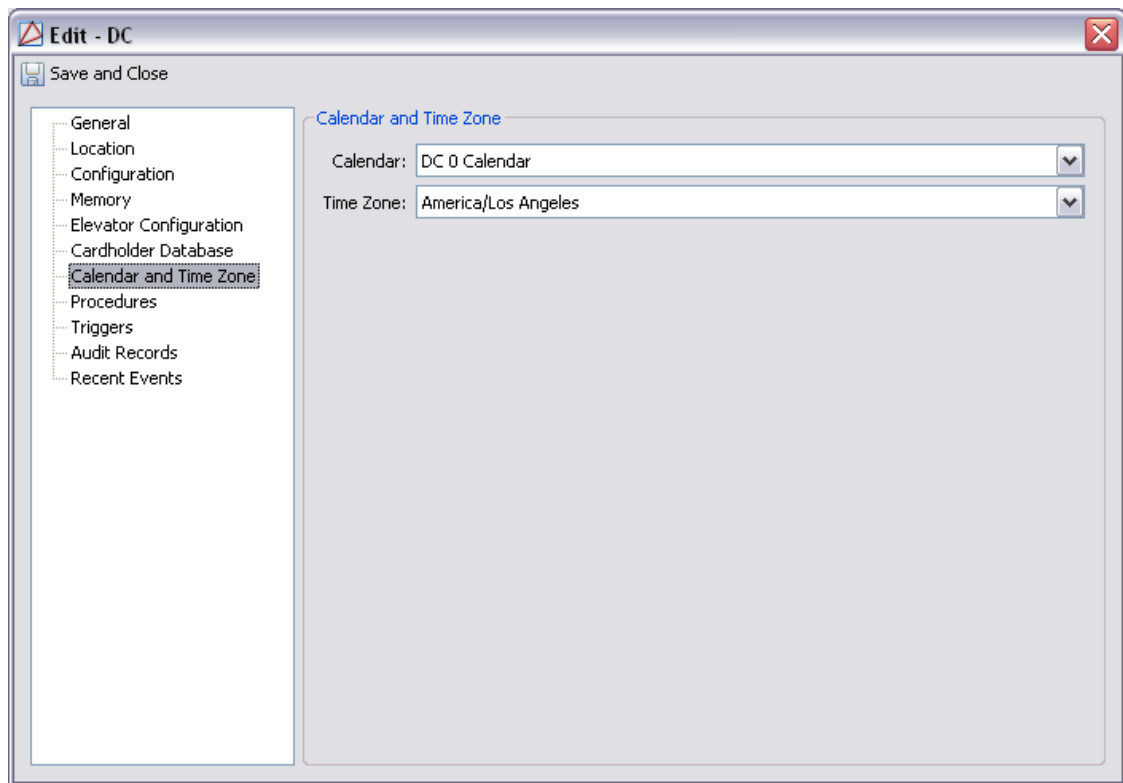 Edit - DC
Save and Close
General
Location
Configuration
Memory
Elevator Configuration
Cardholder Database
Calendar and Time Zone
Procedures
Triggers
Audit Records
Recent Events
Calendar and Time Zone
Calendar: DC 0 Calendar
Time Zone: America/Los Angeles